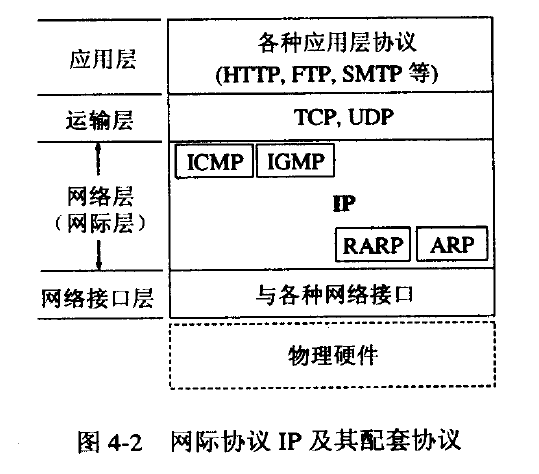 应用层
各种应用层协议
(HTTP, FTP, SMTP 等)
运输层
TCP, UDP
ICMP
IGMP
网络层
（网际层）
IP
RARP
ARP
网络接口层
与各种网络接口
物理硬件
图 4-2 网际协议 IP 及其配套协议